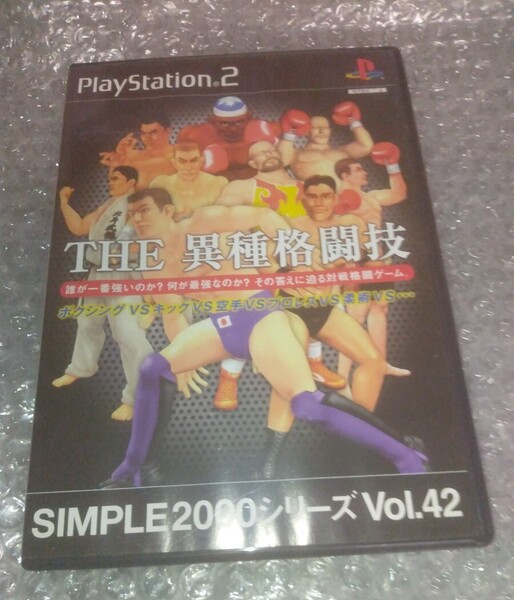 PlayStation®2
THE 異種格闘技
誰が一番強いのか?何が最強なのか?その答えに迫る対戦格闘ゲーム。
ボクシング VS キック VS 空手 VS プロレス VS 柔術 VS…
SIMPLE2000シリーズ Vol.42